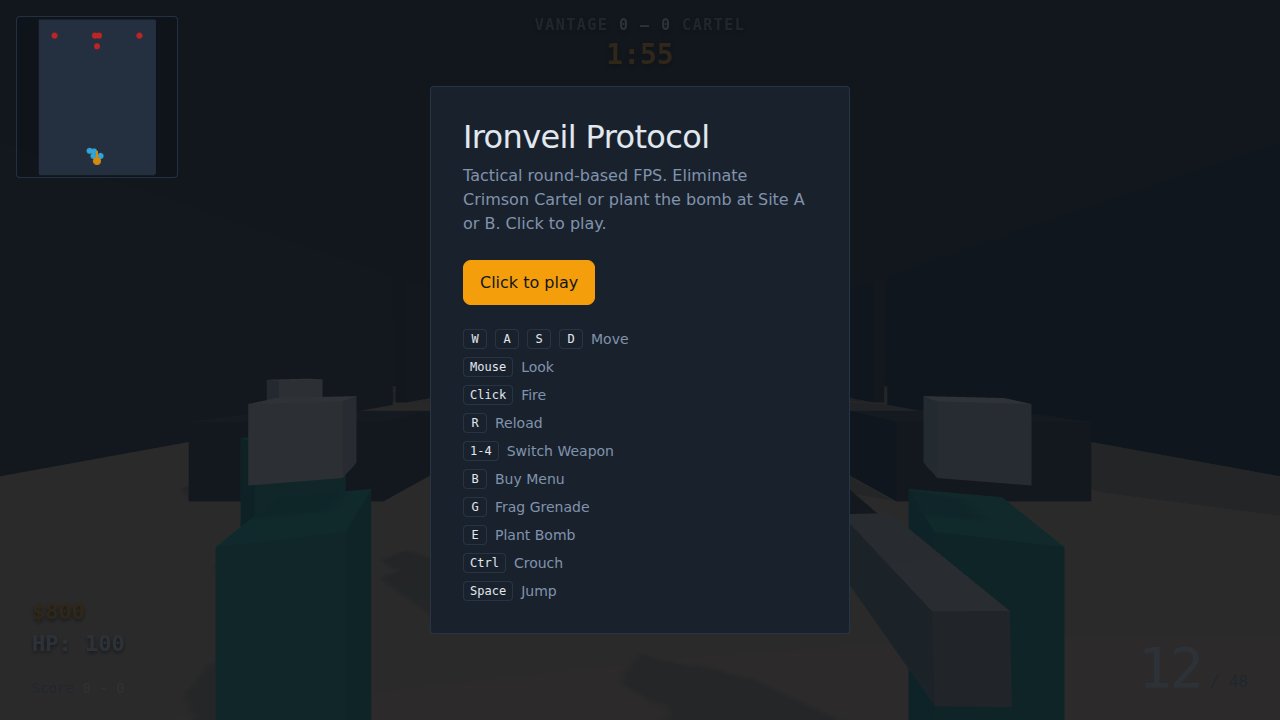 VANTAGE 0 — 0 CARTEL
1:55
Ironveil Protocol
Tactical round-based FPS. Eliminate
Crimson Cartel or plant the bomb at Site A
or B. Click to play.
Click to play
W A S D Move
Mouse Look
Click Fire
R Reload
1-4 Switch Weapon
B Buy Menu
G Frag Grenade
E Plant Bomb
Ctrl Crouch
Space Jump
$800
HP: 100
Score 0 - 0
12 / 48